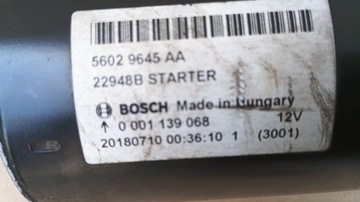 5602 9645 AA
22948B STARTER
BOSCH Made in Hungary
0 001 139 068 12V
20180710 00:36:10 1 (3001)